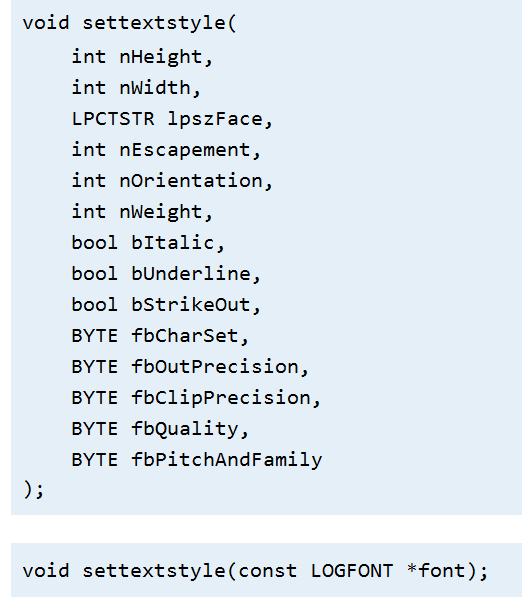 void settextstyle(
    int nHeight,
    int nWidth,
    LPCTSTR lpszFace,
    int nEscapement,
    int nOrientation,
    int nWeight,
    bool bItalic,
    bool bUnderline,
    bool bStrikeOut,
    BYTE fbCharSet,
    BYTE fbOutPrecision,
    BYTE fbClipPrecision,
    BYTE fbQuality,
    BYTE fbPitchAndFamily
);
void settextstyle(const LOGFONT *font);